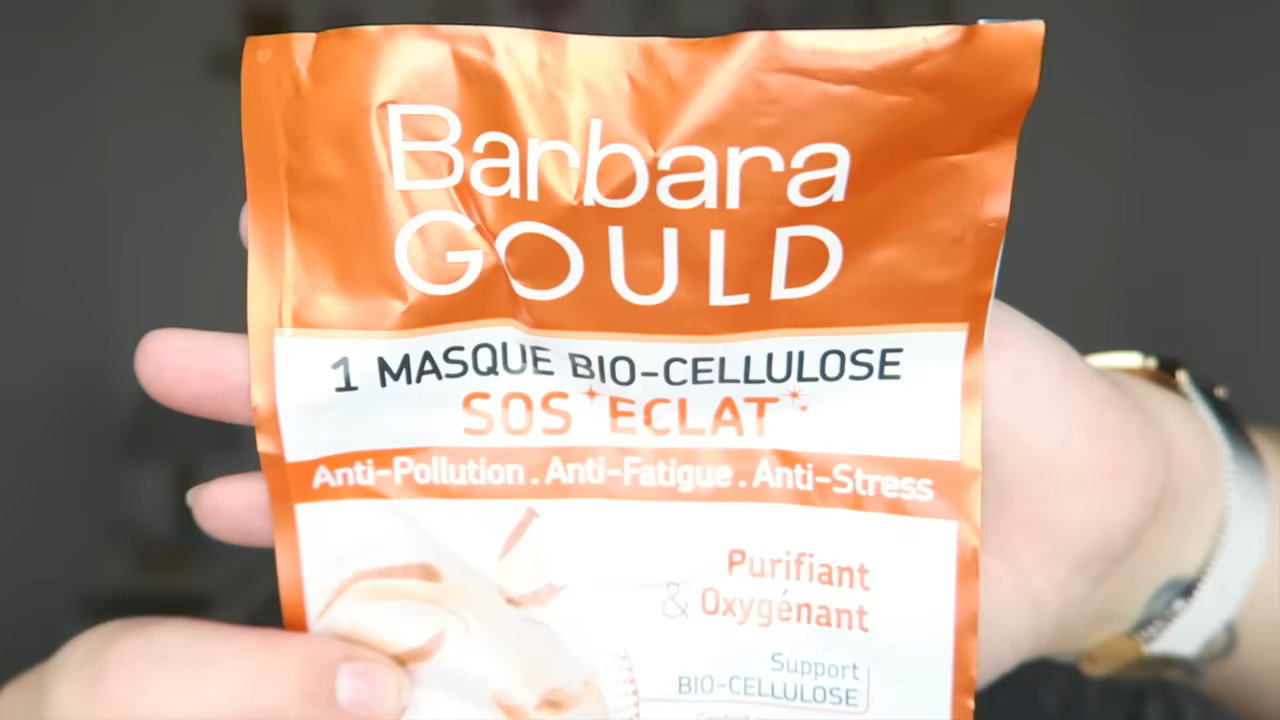 Barbara
GOULD
1 MASQUE BIO-CELLULOSE
SOS ECLAT
Anti-Pollution . Anti-Fatigue . Anti-Stress
Purifiant
& Oxygénant
Support
BIO-CELLULOSE